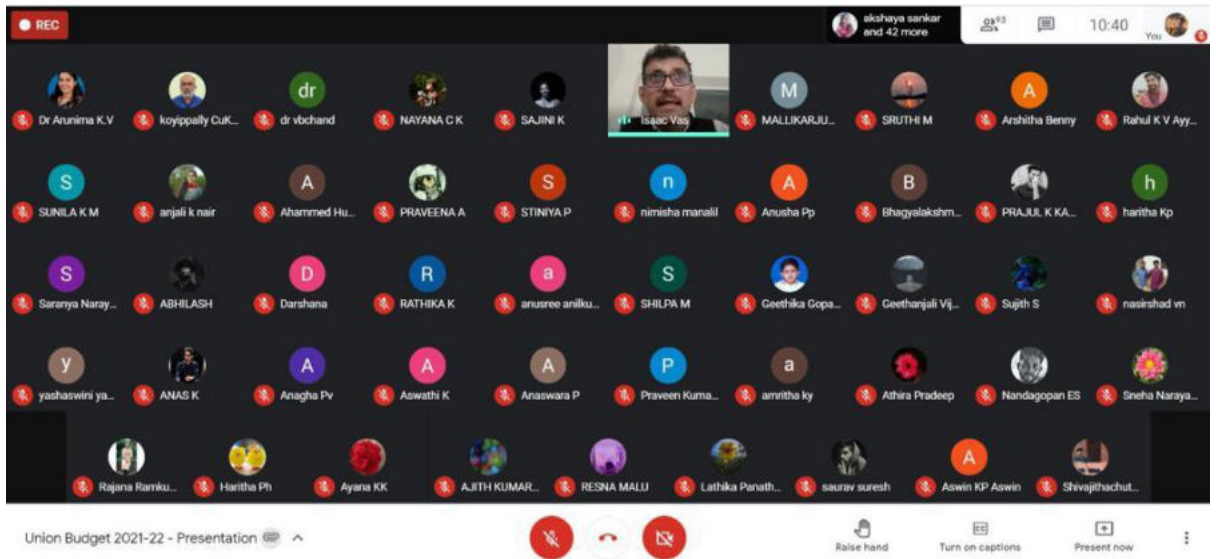 REC
akshaya sankar
and 42 more
93
10:40
You
dr
M
A
Dr Arunima K.V
koyippally CuK...
dr vbchand
NAYANA C K
SAJINI K
Isaac Vas
MALLIKARJU...
SRUTHI M
Arshitha Benny
Rahul K V Ayy...
S
A
S
n
A
B
h
SUNILA K M
anjali k nair
Ahammed Hu...
PRAVEENA A
STINIYA P
nimisha manalil
Anusha Pp
Bhagyalakshm...
PRAJUL K KA...
haritha Kp
S
D
R
a
S
Saranya Naray...
ABHILASH
Darshana
RATHIKA K
anusree anilku...
SHILPA M
Geethika Gopa...
Geethanjali Vij...
Sujith S
nasirshad vn
y
A
A
A
P
a
yashaswini ya...
ANAS K
Anagha Pv
Aswathi K
Anaswara P
Praveen Kuma...
amritha ky
Athira Pradeep
Nandagopan ES
Sneha Naraya...
A
Rajana Ramku...
Haritha Ph
Ayana KK
AJITH KUMAR...
RESNA MALU
Lathika Panath...
saurav suresh
Aswin KP Aswin
Shivajithachut...
Union Budget 2021-22 - Presentation
Raise hand
CC
Turn on captions
Present now